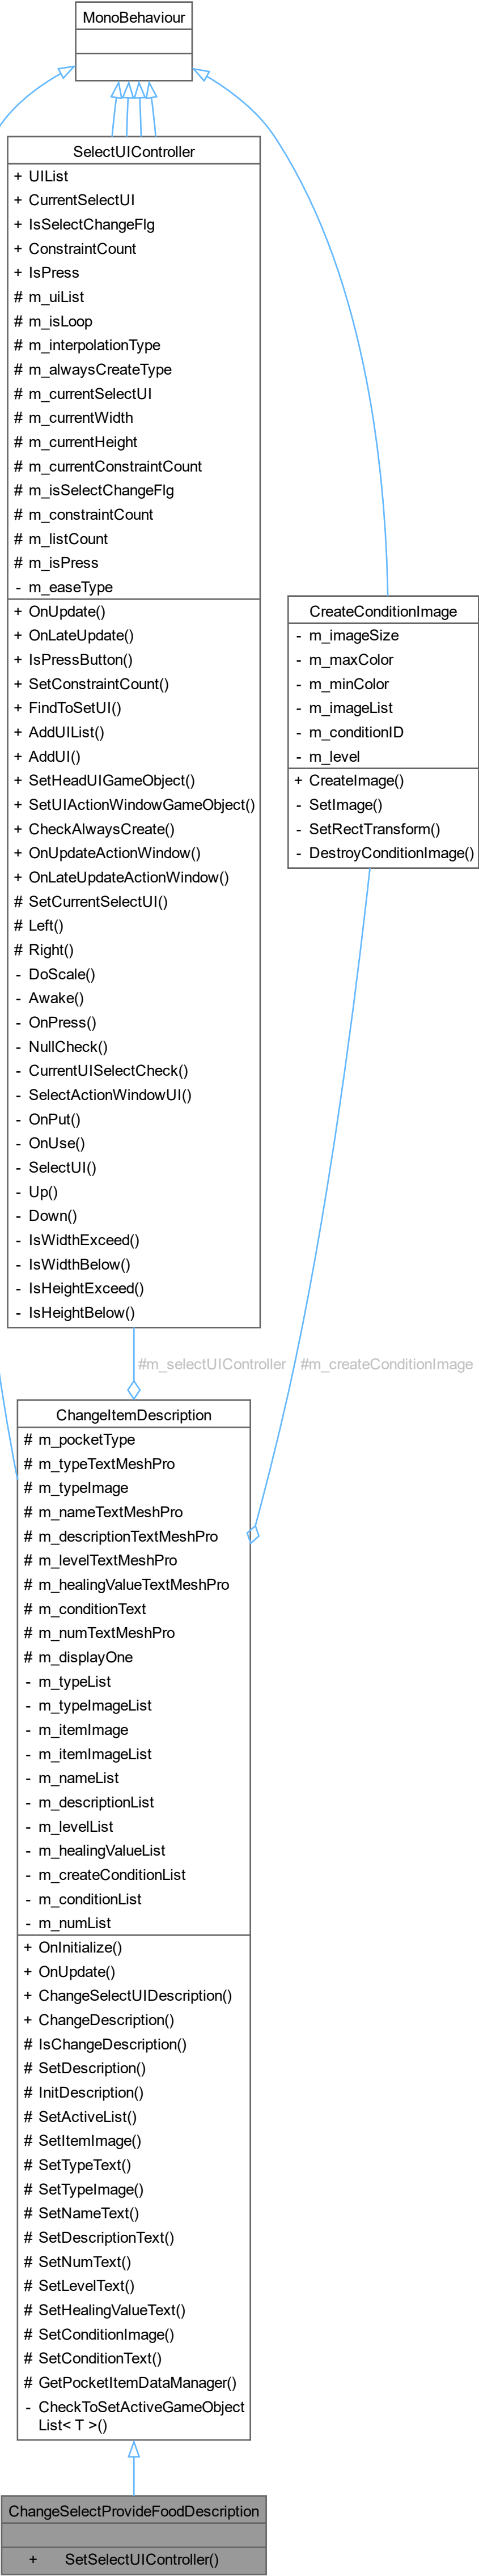 MonoBehaviour
SelectUIController
+ UIList
+ CurrentSelectUI
+ IsSelectChangeFlg
+ ConstraintCount
+ IsPress
# m_uiList
# m_isLoop
# m_interpolationType
# m_alwaysCreateType
# m_currentSelectUI
# m_currentWidth
# m_currentHeight
# m_currentConstraintCount
# m_isSelectChangeFlg
# m_constraintCount
# m_listCount
# m_isPress
- m_easeType
+ OnUpdate()
+ OnLateUpdate()
+ IsPressButton()
+ SetConstraintCount()
+ FindToSetUI()
+ AddUIList()
+ AddUI()
+ SetHeadUIGameObject()
+ SetUIActionWindowGameObject()
+ CheckAlwaysCreate()
+ OnUpdateActionWindow()
+ OnLateUpdateActionWindow()
# SetCurrentSelectUI()
# Left()
# Right()
- DoScale()
- Awake()
- OnPress()
- NullCheck()
- CurrentUISelectCheck()
- SelectActionWindowUI()
- OnPut()
- OnUse()
- SelectUI()
- Up()
- Down()
- IsWidthExceed()
- IsWidthBelow()
- IsHeightExceed()
- IsHeightBelow()
CreateConditionImage
- m_imageSize
- m_maxColor
- m_minColor
- m_imageList
- m_conditionID
- m_level
+ CreateImage()
- SetImage()
- SetRectTransform()
- DestroyConditionImage()
#m_selectUIController
#m_createConditionImage
ChangeItemDescription
# m_pocketType
# m_typeTextMeshPro
# m_typeImage
# m_nameTextMeshPro
# m_descriptionTextMeshPro
# m_levelTextMeshPro
# m_healingValueTextMeshPro
# m_conditionText
# m_numTextMeshPro
# m_displayOne
- m_typeList
- m_typeImageList
- m_itemImage
- m_itemImageList
- m_nameList
- m_descriptionList
- m_levelList
- m_healingValueList
- m_createConditionList
- m_conditionList
- m_numList
+ OnInitialize()
+ OnUpdate()
+ ChangeSelectUIDescription()
+ ChangeDescription()
# IsChangeDescription()
# SetDescription()
# InitDescription()
# SetActiveList()
# SetItemImage()
# SetTypeText()
# SetTypeImage()
# SetNameText()
# SetDescriptionText()
# SetNumText()
# SetLevelText()
# SetHealingValueText()
# SetConditionImage()
# SetConditionText()
# GetPocketItemDataManager()
- CheckToSetActiveGameObject
List< T >()
ChangeSelectProvideFoodDescription
+ SetSelectUIController()